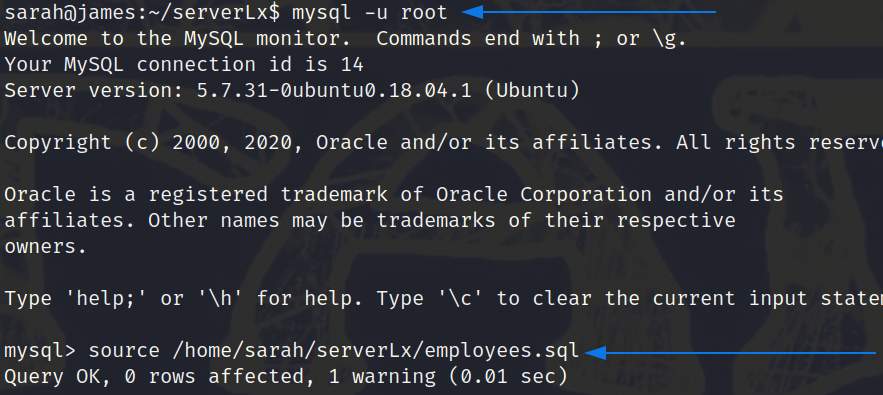 sarah@james:~/serverLx$ mysql -u root
Welcome to the MySQL monitor.  Commands end with ; or \g.
Your MySQL connection id is 14
Server version: 5.7.31-0ubuntu0.18.04.1 (Ubuntu)
Copyright (c) 2000, 2020, Oracle and/or its affiliates. All rights reserve
Oracle is a registered trademark of Oracle Corporation and/or its
affiliates. Other names may be trademarks of their respective
owners.
Type 'help;' or '\h' for help. Type '\c' to clear the current input state
mysql> source /home/sarah/serverLx/employees.sql
Query OK, 0 rows affected, 1 warning (0.01 sec)